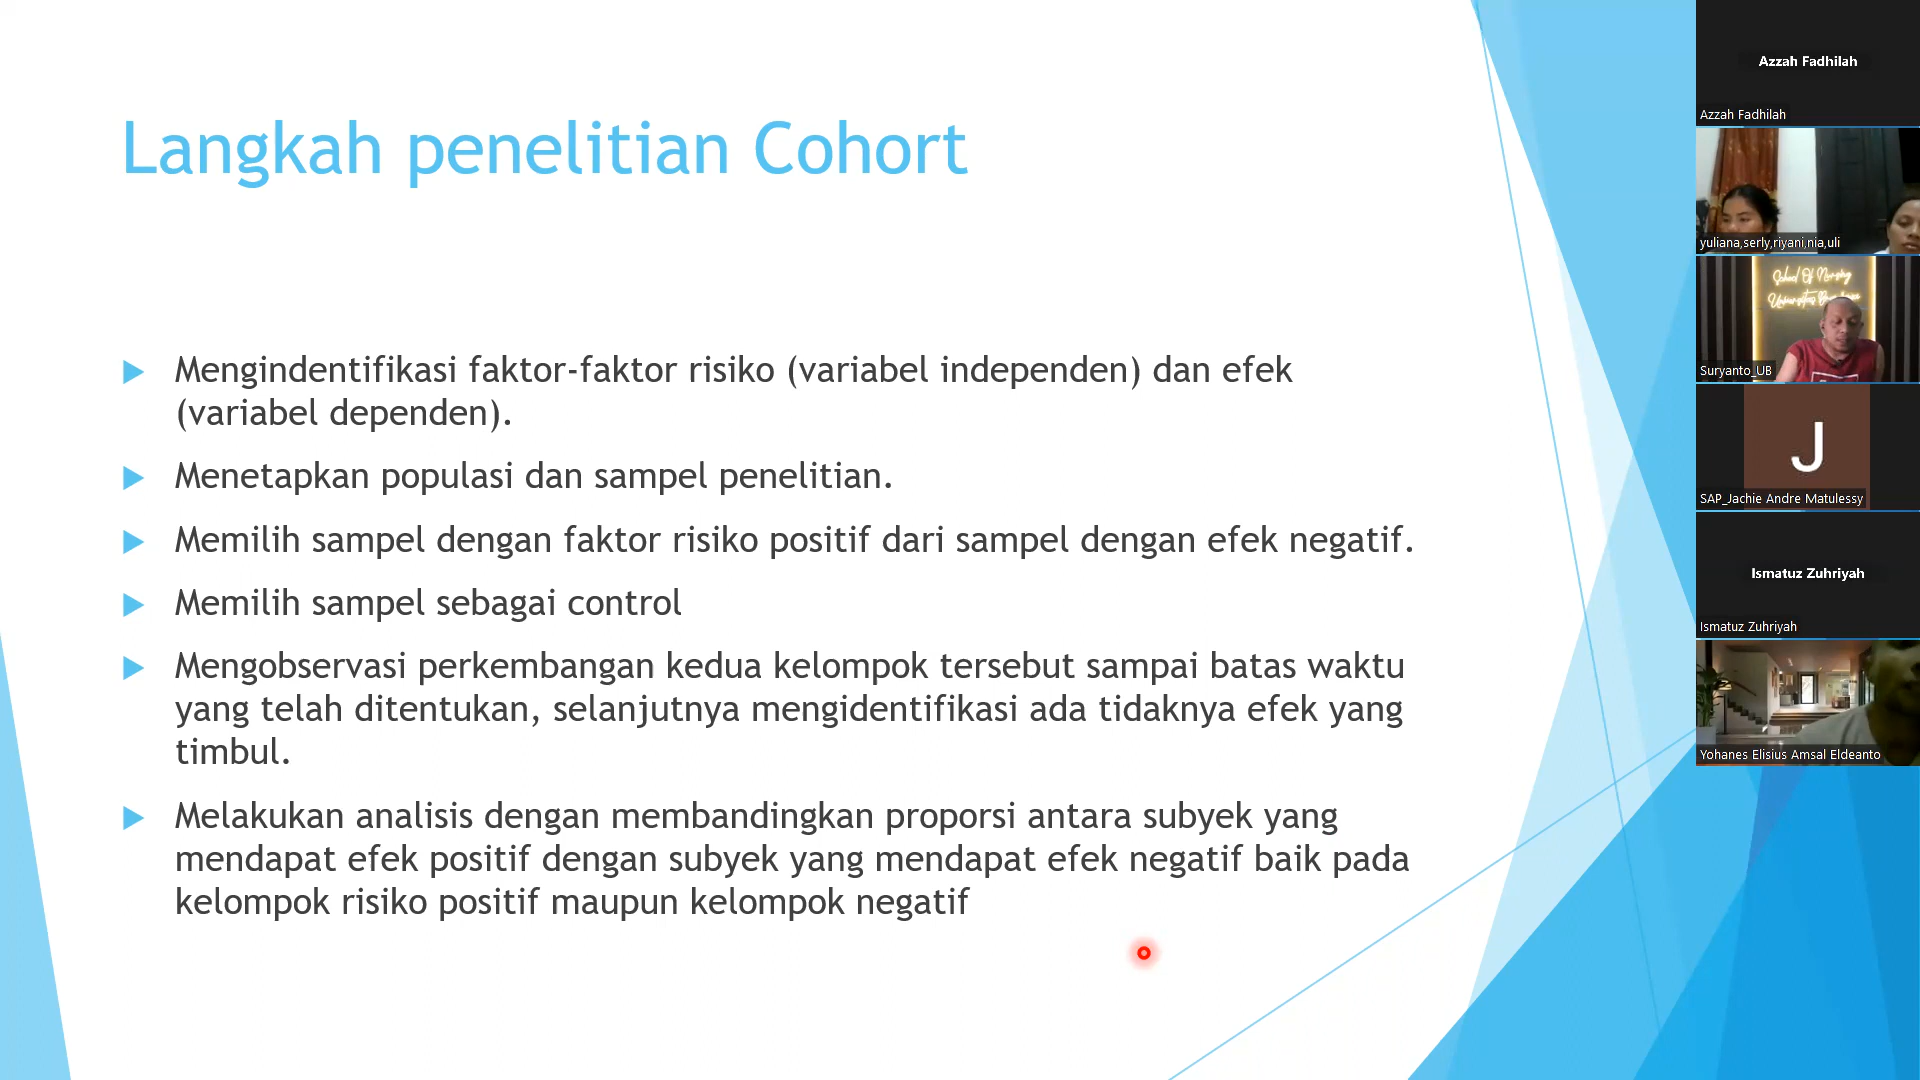 Langkah penelitian Cohort
Mengindentifikasi faktor-faktor risiko (variabel independen) dan efek
(variabel dependen).
Menetapkan populasi dan sampel penelitian.
Memilih sampel dengan faktor risiko positif dari sampel dengan efek negatif.
Memilih sampel sebagai control
Mengobservasi perkembangan kedua kelompok tersebut sampai batas waktu
yang telah ditentukan, selanjutnya mengidentifikasi ada tidaknya efek yang
timbul.
Melakukan analisis dengan membandingkan proporsi antara subyek yang
mendapat efek positif dengan subyek yang mendapat efek negatif baik pada
kelompok risiko positif maupun kelompok negatif
Azzah Fadhilah
Azzah Fadhilah
yuliana,serly,riyani,nia,uli
School Of Nursing
Universitas
Suryanto_UB
J
SAP_Jachie Andre Matulessy
Ismatuz Zuhriyah
Ismatuz Zuhriyah
Yohanes Elisius Amsal Eldeanto